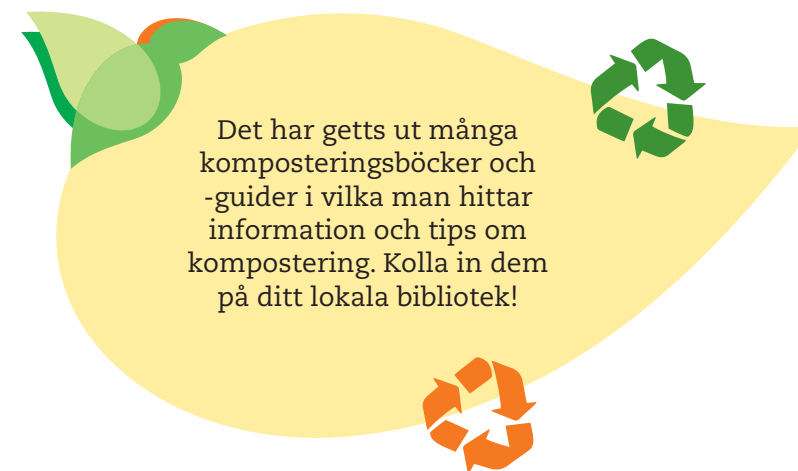 Det har getts ut många
komposteringsböcker och
-guider i vilka man hittar
information och tips om
kompostering. Kolla in dem
på ditt lokala bibliotek!